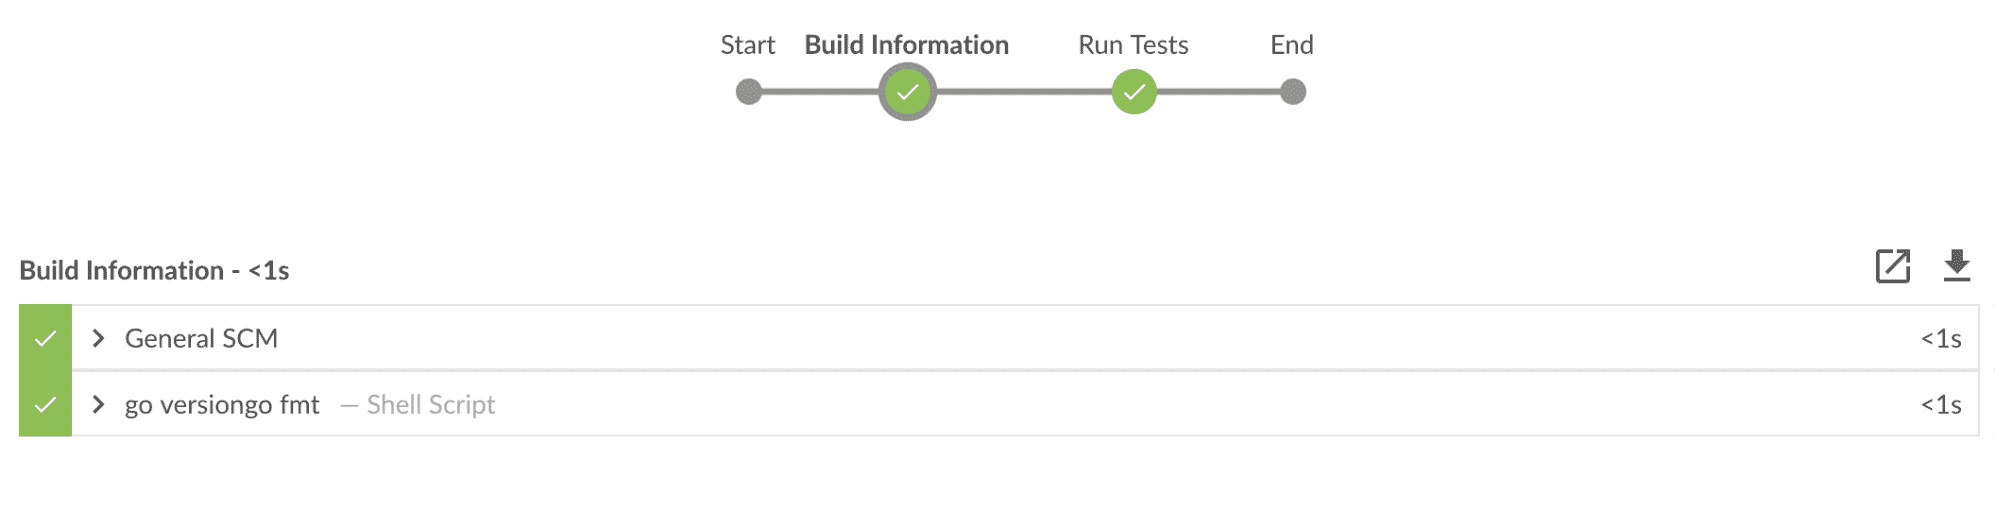 Start Build Information Run Tests End
Build Information - <1s
General SCM <1s
go versiongo fmt — Shell Script <1s